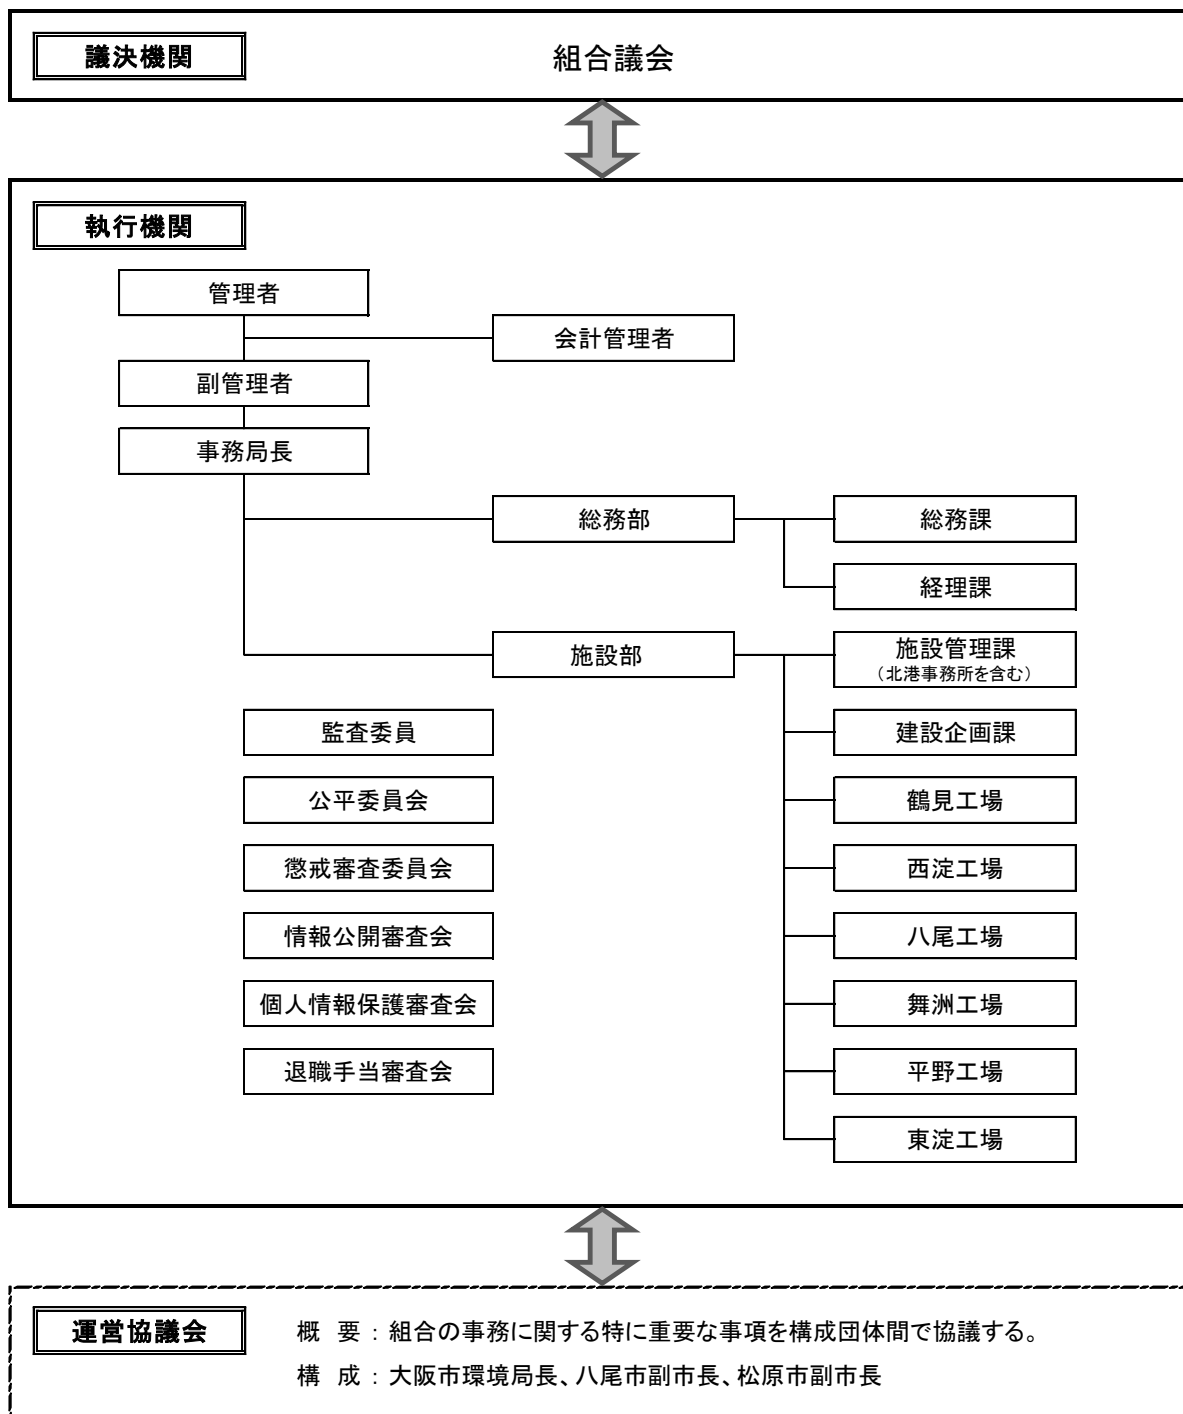 議決機関
組合議会
執行機関
管理者
会計管理者
副管理者
事務局長
総務部
総務課
経理課
施設部
施設管理課
（北港事務所を含む）
監査委員
建設企画課
公平委員会
鶴見工場
懲戒審査委員会
西淀工場
情報公開審査会
八尾工場
個人情報保護審査会
舞洲工場
退職手当審査会
平野工場
東淀工場
運営協議会
概 要 : 組合の事務に関する特に重要な事項を構成団体間で協議する。
構 成 : 大阪市環境局長、八尾市副市長、松原市副市長